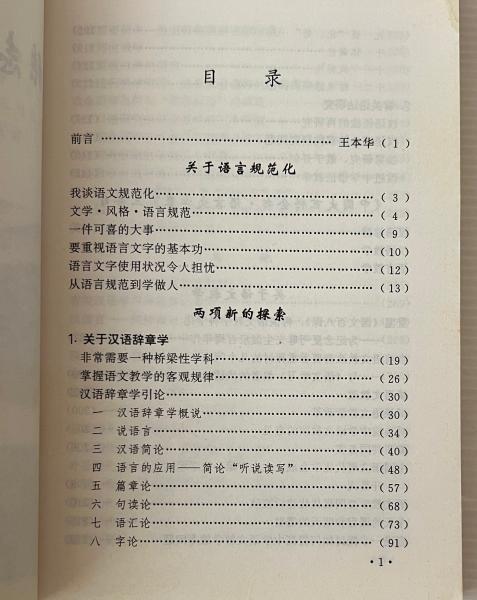 目 录
前言 …… 王本华（1）
关于语言规范化
我谈语文规范化 ……（3）
文学·风格·语言规范 ……（4）
一件可喜的大事 ……（9）
要重视语言文字的基本功 ……（10）
语言文字使用状况令人担忧 ……（12）
从语言规范到学做人 ……（13）
两项新的探索
1. 关于汉语辞章学
非常需要一种桥梁性学科 ……（19）
掌握语文教学的客观规律 ……（26）
汉语辞章学引论 ……（30）
一 汉语辞章学概说 ……（30）
二 说语言 ……（34）
三 汉语简论 ……（40）
四 语言的应用——简论“听说读写” ……（48）
五 篇章论 ……（57）
六 句读论 ……（68）
七 语汇论 ……（73）
八 字论 ……（91）
·1·